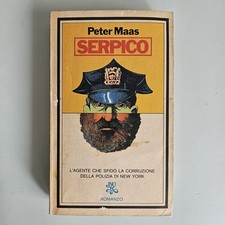 Peter Maas
SERPICO
L'AGENTE CHE SFIDÒ LA CORRUZIONE
DELLA POLIZIA DI NEW YORK
ROMANZO